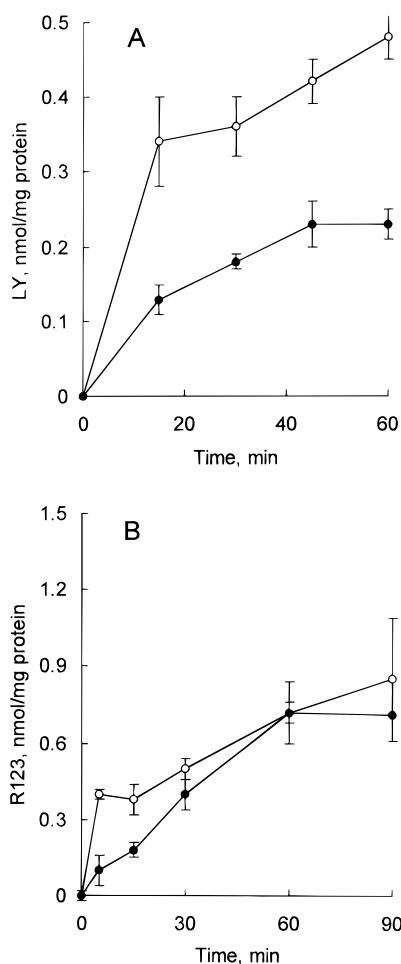 A
0.5
0.4
0.3
0.2
0.1
0
LY, nmol/mg protein
0 20 40 60
Time, min
B
1.5
1.2
0.9
0.6
0.3
0
R123, nmol/mg protein
0 30 60 90
Time, min